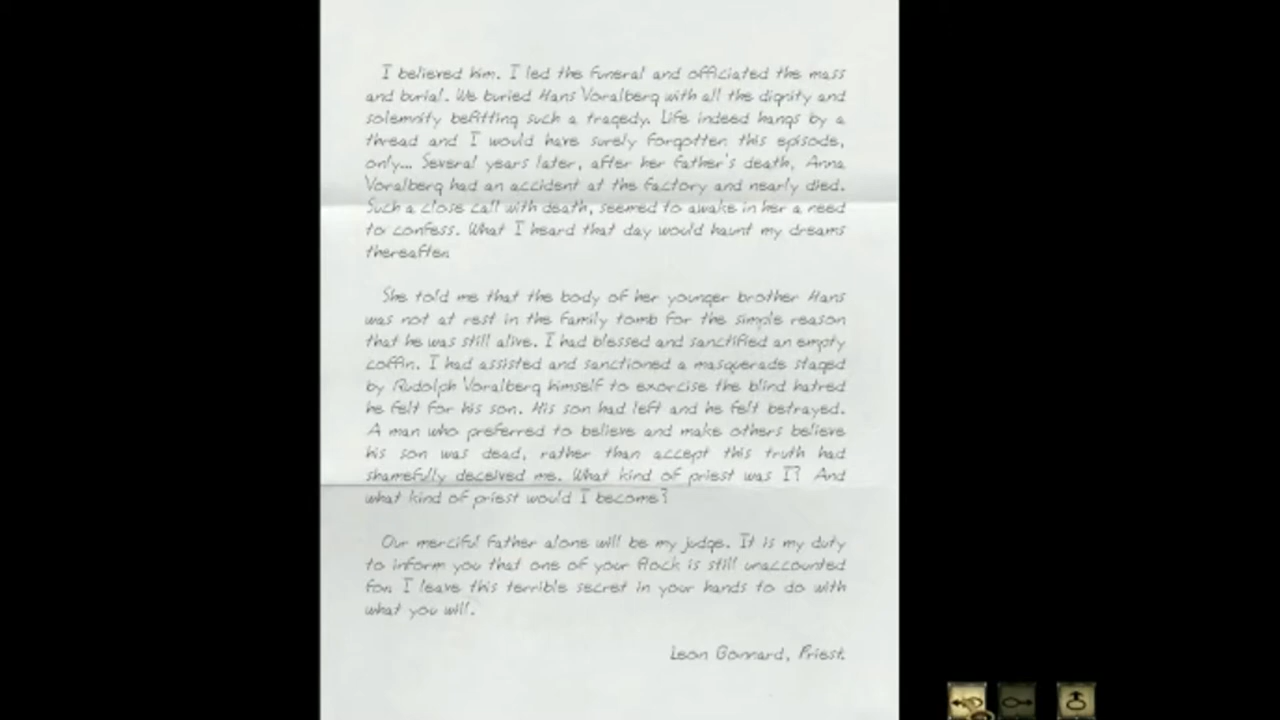 I believed him. I led the funeral and officiated the mass
and burial. We buried Hans Voralberg with all the dignity and
solemnity befitting such a tragedy. Life indeed hangs by a
thread and I would have surely forgotten this episode,
only... Several years later, after her father's death, Anna
Voralberg had an accident at the factory and nearly died.
Such a close call with death, seemed to awake in her a need
to confess. What I heard that day would haunt my dreams
thereafter.
She told me that the body of her younger brother Hans
was not at rest in the family tomb for the simple reason
that he was still alive. I had blessed and sanctified an empty
coffin. I had assisted and sanctioned a masquerade staged
by Rudolph Voralberg himself to exorcise the blind hatred
he felt for his son. His son had left and he felt betrayed.
A man who preferred to believe and make others believe
his son was dead, rather than accept this truth had
shamefully deceived me. What kind of priest was I? And
what kind of priest would I become?
Our merciful Father alone will be my judge. It is my duty
to inform you that one of your flock is still unaccounted
for. I leave this terrible secret in your hands to do with
what you will.
Leon Gonnard, Priest.